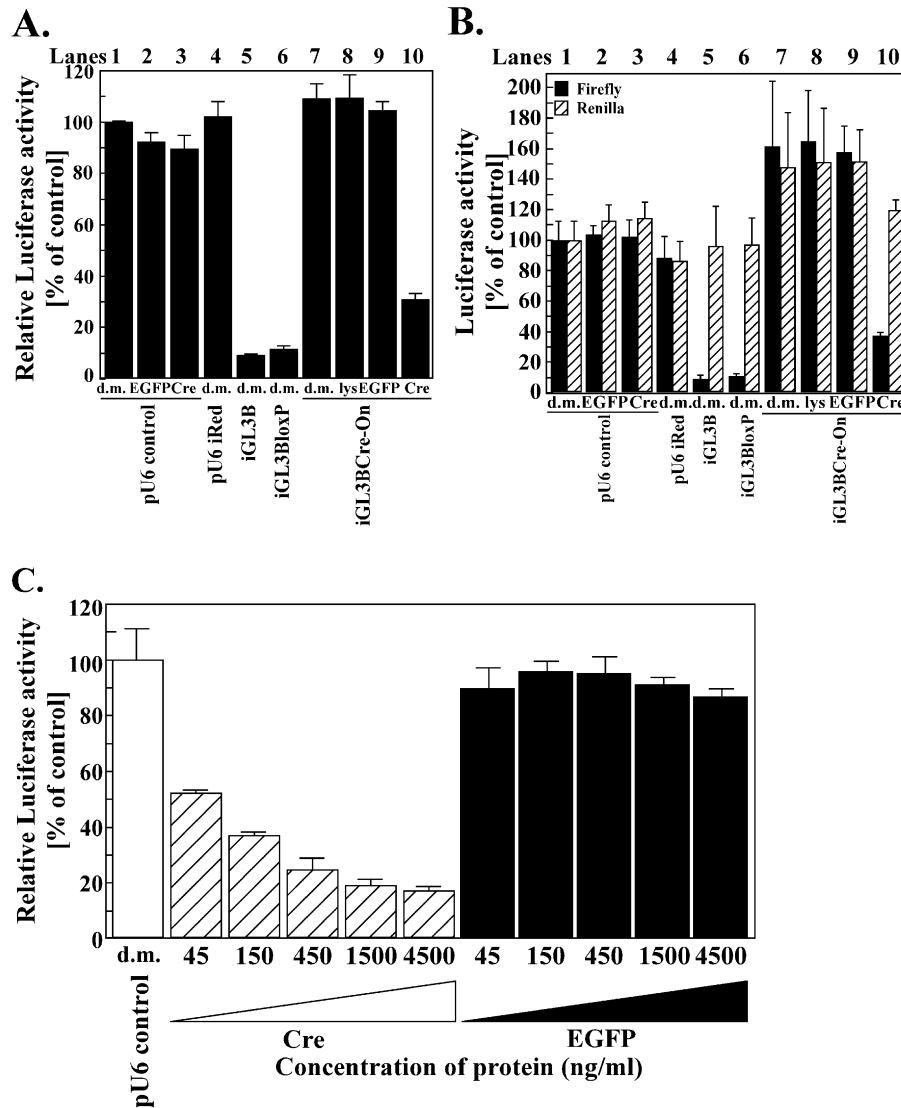 A.
Lanes 1 2 3 4 5 6 7 8 9 10
Relative Luciferase activity
[% of control]
120
100
80
60
40
20
0
d.m. EGFP Cre d.m. d.m. d.m. d.m. lys EGFP Cre
pU6 control
pU6 iRed
iGL3B
iGL3BloxP
iGL3BCre-On
B.
Lanes 1 2 3 4 5 6 7 8 9 10
Luciferase activity
[% of control]
200
180
160
140
120
100
80
60
40
20
0
Firefly
Renilla
d.m. EGFP Cre d.m. d.m. d.m. d.m. lys EGFP Cre
pU6 control
pU6 iRed
iGL3B
iGL3BloxP
iGL3BCre-On
C.
Relative Luciferase activity
[% of control]
120
100
80
60
40
20
0
d.m. 45 150 450 1500 4500 45 150 450 1500 4500
pU6 control
Cre EGFP
Concentration of protein (ng/ml)